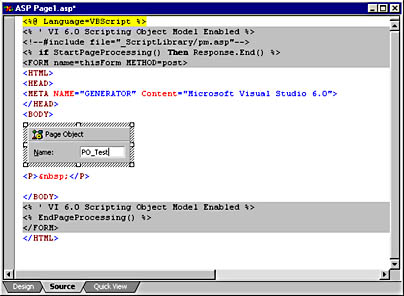 ASP Page1.asp*
<%@ Language=VBScript %>
<% ' VI 6.0 Scripting Object Model Enabled %>
<!--#include file="_ScriptLibrary/pm.asp"-->
<% if StartPageProcessing() Then Response.End() %>
<FORM name=thisForm METHOD=post>
<HTML>
<HEAD>
<META NAME="GENERATOR" Content="Microsoft Visual Studio 6.0">
</HEAD>
<BODY>
Page Object
Name: PO_Test
<P>&nbsp;</P>
</BODY>
<% ' VI 6.0 Scripting Object Model Enabled %>
<% EndPageProcessing() %>
</FORM>
</HTML>
Design Source Quick View